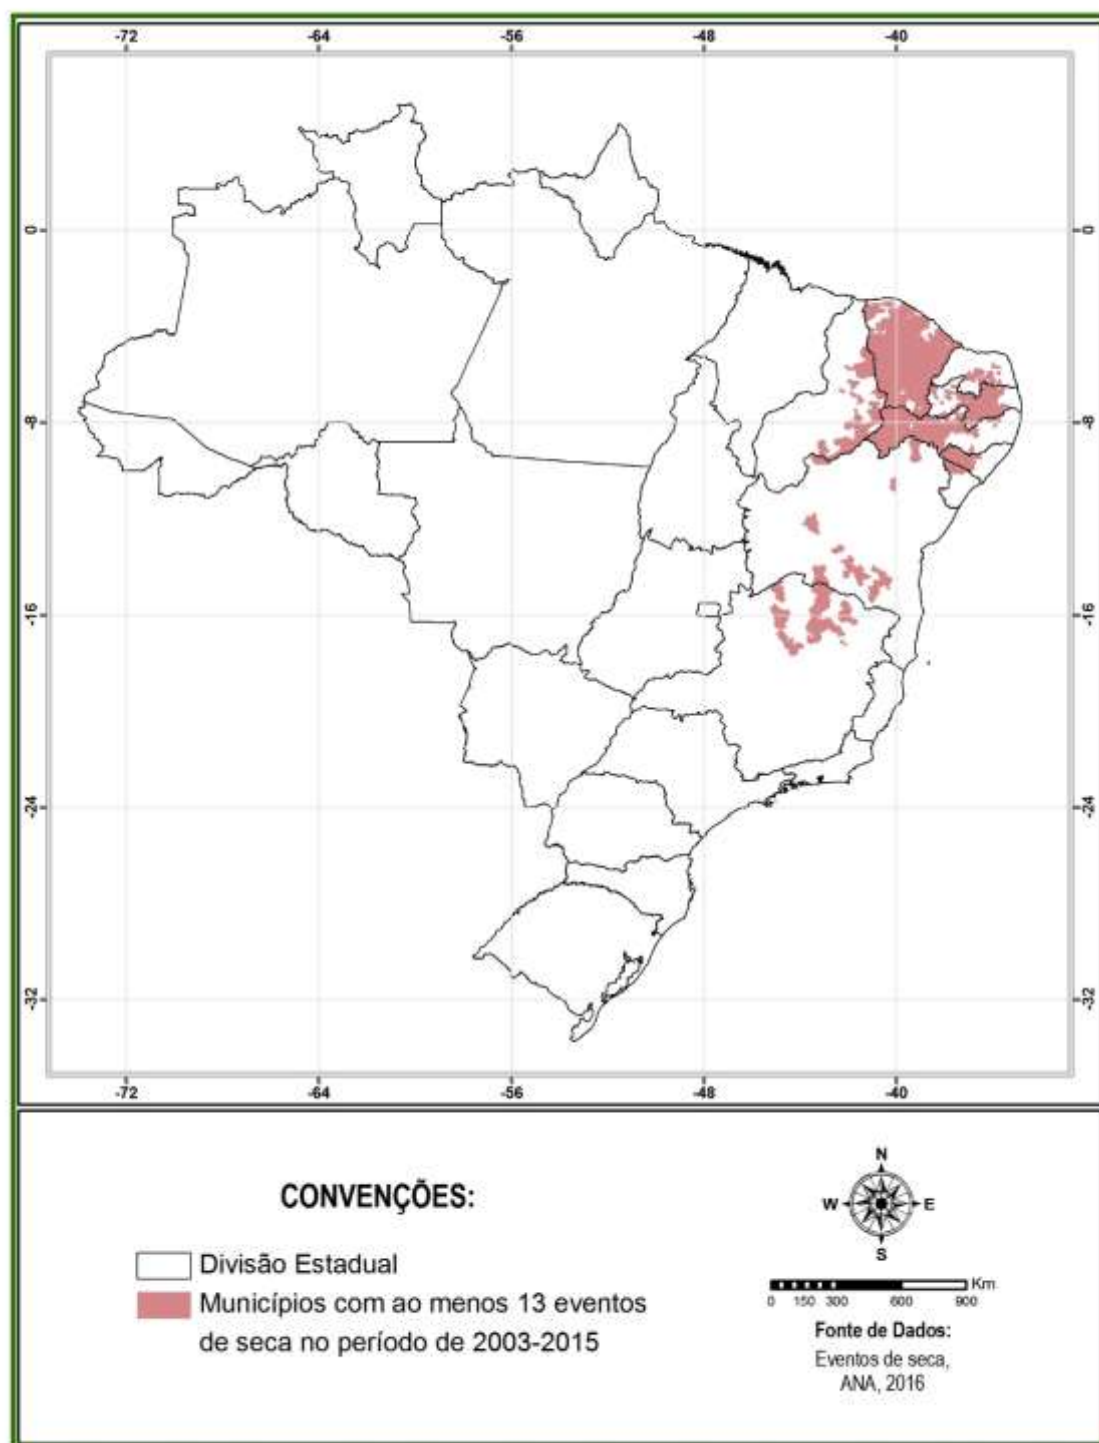 -72 -64 -56 -48 -40
0 0
-8 -8
-16 -16
-24 -24
-32 -32
-72 -64 -56 -48 -40
CONVENÇÕES:
Divisão Estadual
Municípios com ao menos 13 eventos
de seca no período de 2003-2015
N
W E
S
Km
0 150 300 600 900
Fonte de Dados:
Eventos de seca,
ANA, 2016